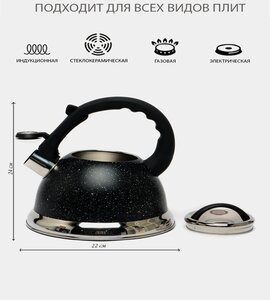 ПОДХОДИТ ДЛЯ ВСЕХ ВИДОВ ПЛИТ
ИНДУКЦИОННАЯ
СТЕКЛОКЕРАМИЧЕСКАЯ
ГАЗОВАЯ
ЭЛЕКТРИЧЕСКАЯ
24 см
22 см